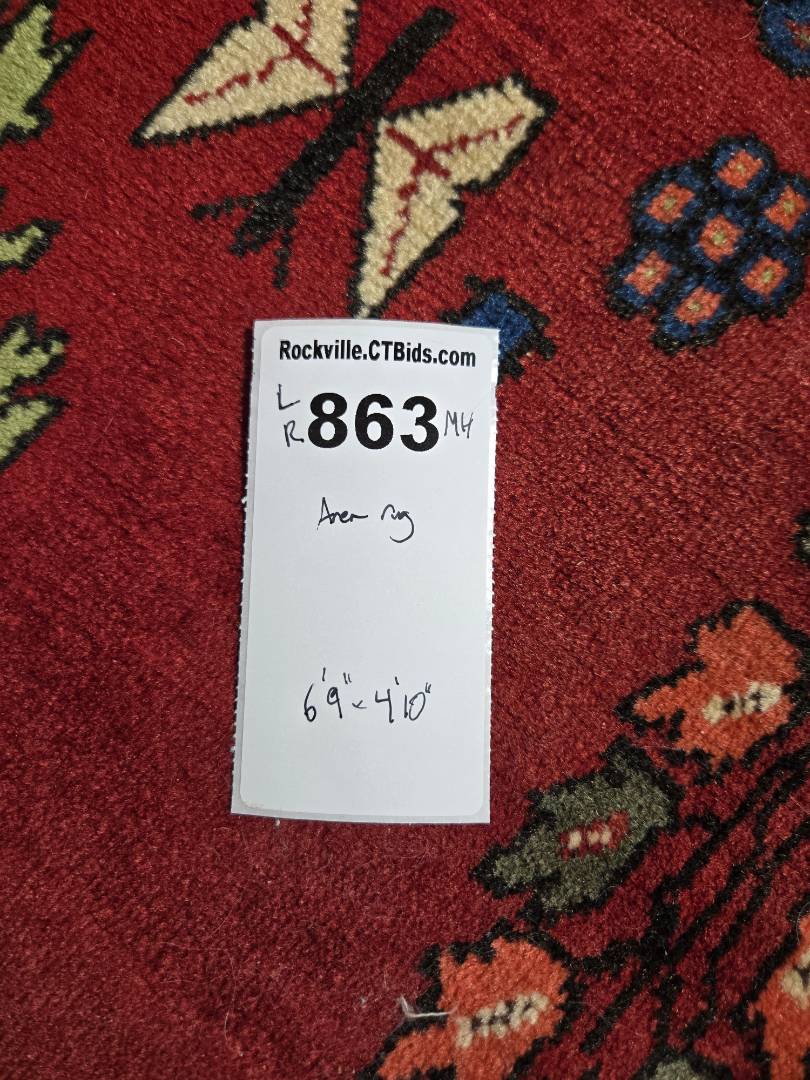 Rockville.CTBids.com
L
R 863 MH
Area rug
6'9" x 4'10"